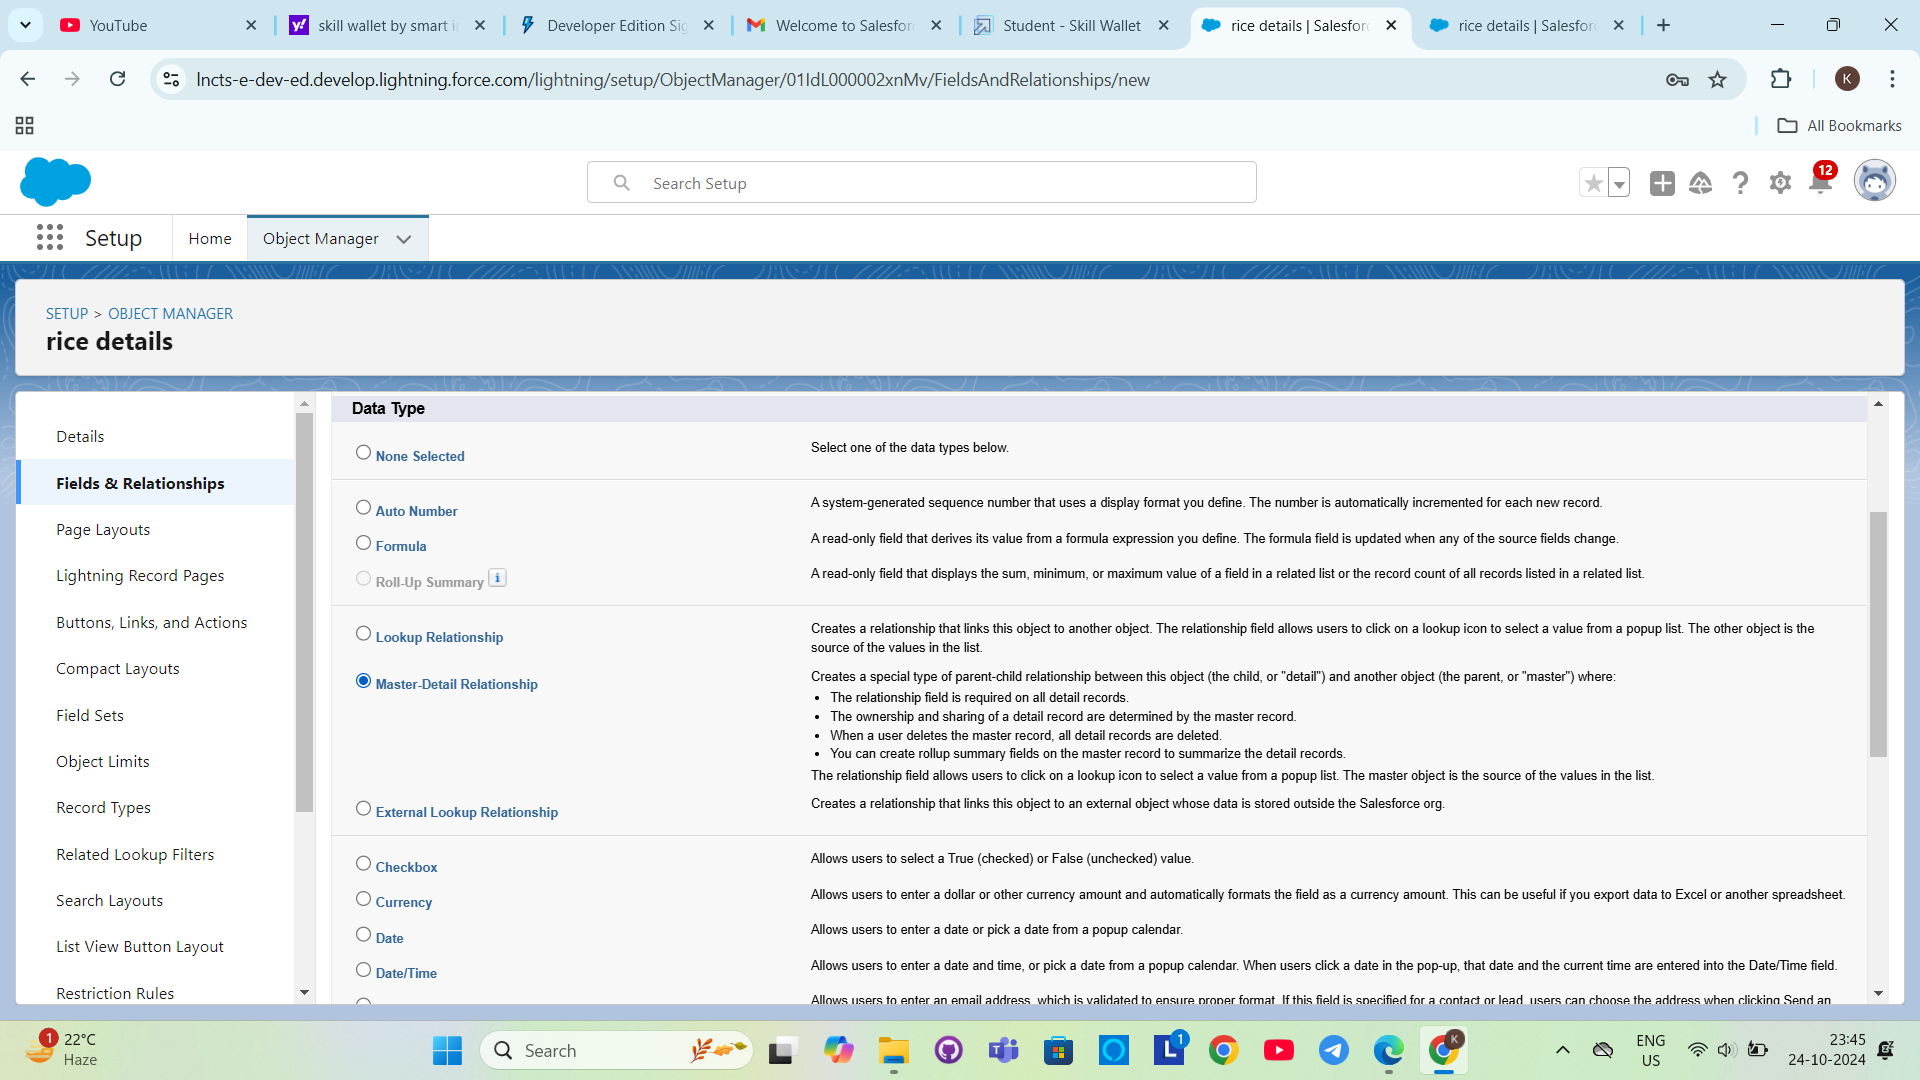 YouTube
skill wallet by smart i
Developer Edition Sig
Welcome to Salesfor
Student - Skill Wallet
rice details | Salesforc
rice details | Salesforc
lncts-e-dev-ed.develop.lightning.force.com/lightning/setup/ObjectManager/01IdL000002xnMv/FieldsAndRelationships/new
K
All Bookmarks
Search Setup
12
Setup
Home
Object Manager
SETUP > OBJECT MANAGER
rice details
Details
Fields & Relationships
Page Layouts
Lightning Record Pages
Buttons, Links, and Actions
Compact Layouts
Field Sets
Object Limits
Record Types
Related Lookup Filters
Search Layouts
List View Button Layout
Restriction Rules
Data Type
None Selected
Select one of the data types below.
Auto Number
A system-generated sequence number that uses a display format you define. The number is automatically incremented for each new record.
Formula
A read-only field that derives its value from a formula expression you define. The formula field is updated when any of the source fields change.
Roll-Up Summary i
A read-only field that displays the sum, minimum, or maximum value of a field in a related list or the record count of all records listed in a related list.
Lookup Relationship
Creates a relationship that links this object to another object. The relationship field allows users to click on a lookup icon to select a value from a popup list. The other object is the
source of the values in the list.
Master-Detail Relationship
Creates a special type of parent-child relationship between this object (the child, or "detail") and another object (the parent, or "master") where:
• The relationship field is required on all detail records.
• The ownership and sharing of a detail record are determined by the master record.
• When a user deletes the master record, all detail records are deleted.
• You can create rollup summary fields on the master record to summarize the detail records.
The relationship field allows users to click on a lookup icon to select a value from a popup list. The master object is the source of the values in the list.
External Lookup Relationship
Creates a relationship that links this object to an external object whose data is stored outside the Salesforce org.
Checkbox
Allows users to select a True (checked) or False (unchecked) value.
Currency
Allows users to enter a dollar or other currency amount and automatically formats the field as a currency amount. This can be useful if you export data to Excel or another spreadsheet.
Date
Allows users to enter a date or pick a date from a popup calendar.
Date/Time
Allows users to enter a date and time, or pick a date from a popup calendar. When users click a date in the pop-up, that date and the current time are entered into the Date/Time field.
Allows users to enter an email address, which is validated to ensure proper format. If this field is specified for a contact or lead, users can choose the address when clicking Send an
1
22°C
Haze
Search
L
1
K
ENG
US
23:45
24-10-2024